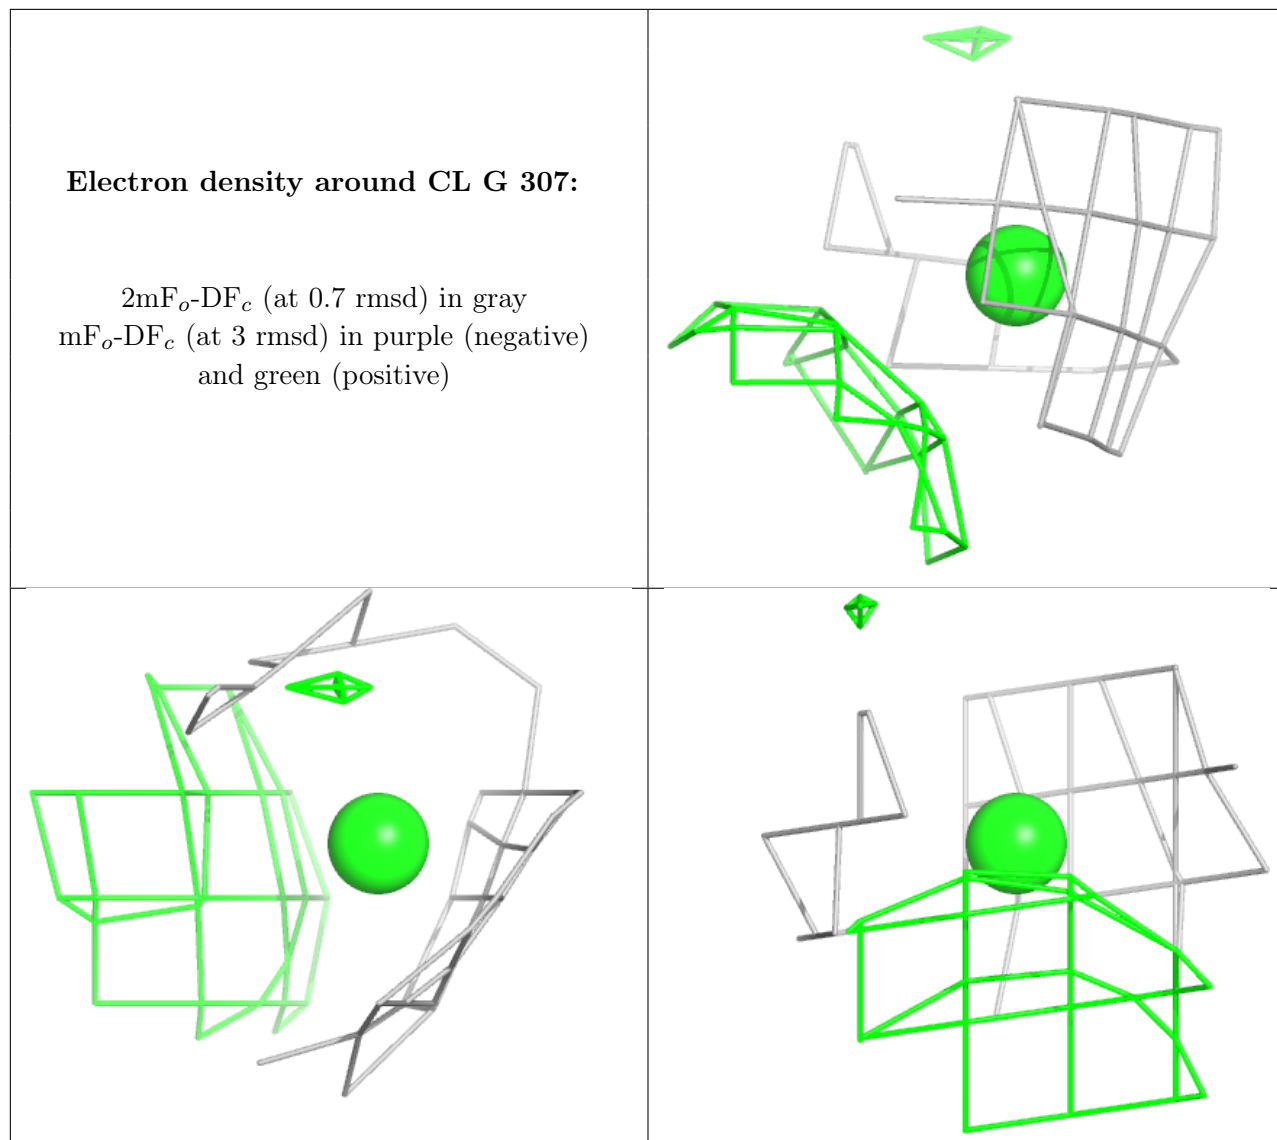 Electron density around CL G 307:
2mFo-DFc (at 0.7 rmsd) in gray
mFo-DFc (at 3 rmsd) in purple (negative)
and green (positive)